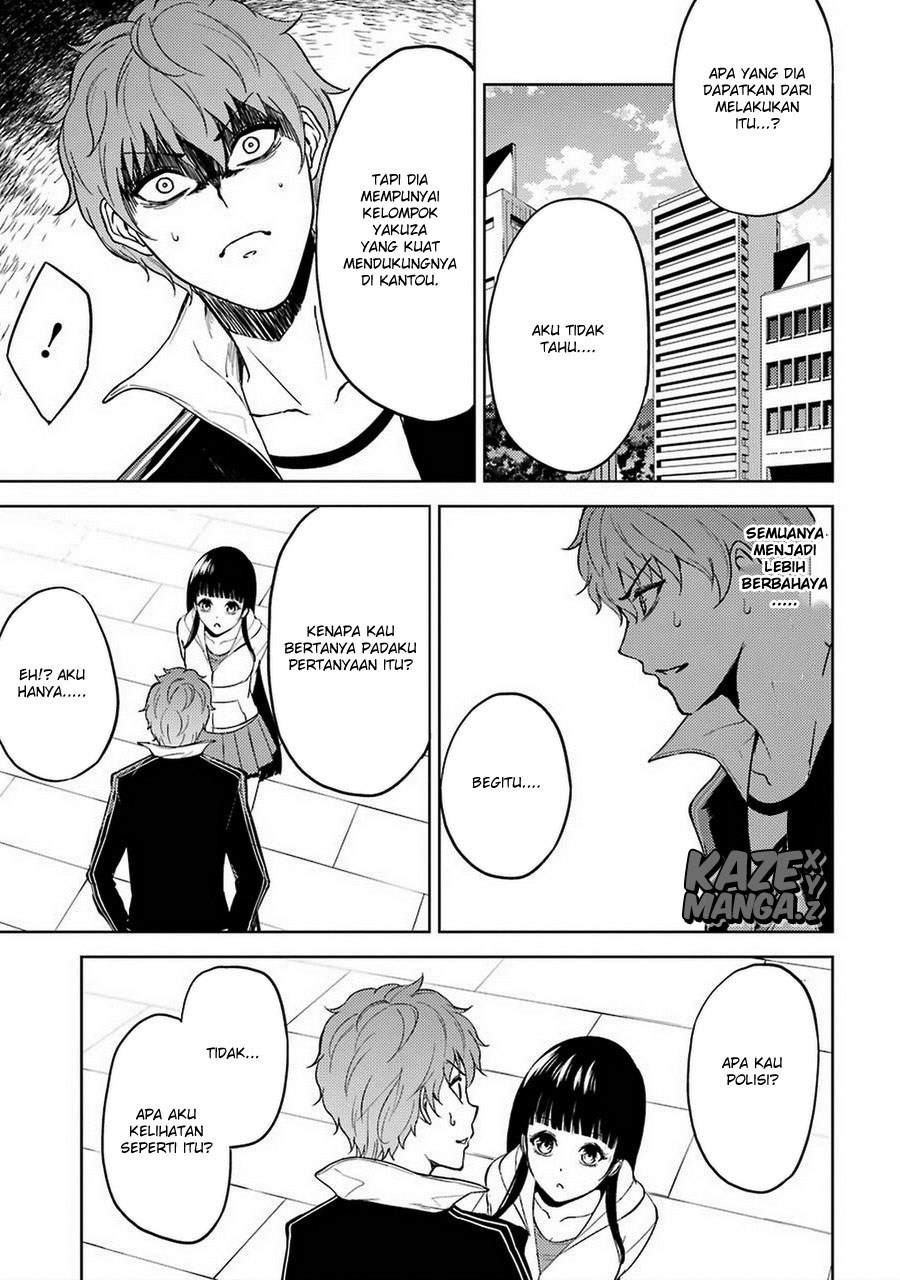 APA YANG DIA
DAPATKAN DARI
MELAKUKAN
ITU...?
AKU TIDAK
TAHU....
TAPI DIA
MEMPUNYAI
KELOMPOK
YAKUZA
YANG KUAT
MENDUKUNGNYA
DI KANTOU.
!
SEMUANYA
MENJADI
LEBIH
BERBAHAYA
.....
BEGITU....
KENAPA KAU
BERTANYA PADAKU
PERTANYAAN ITU?
EH!? AKU
HANYA.....
KAZE
MANGA.
XYZ
APA KAU
POLISI?
TIDAK...
APA AKU
KELIHATAN
SEPERTI ITU?